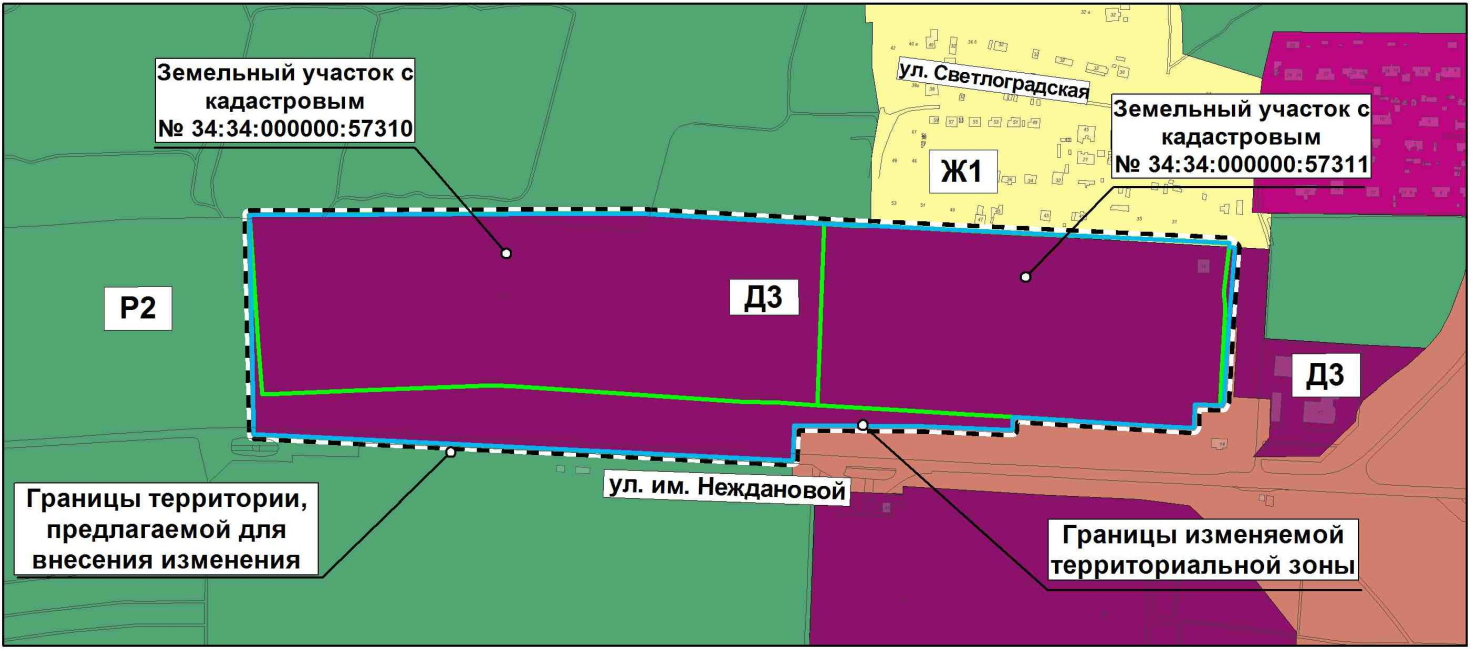 Земельный участок с
кадастровым
№ 34:34:000000:57310
ул. Светлоградская
Земельный участок с
кадастровым
№ 34:34:000000:57311
Ж1
Р2
Д3
Д3
ул. им. Неждановой
Границы территории,
предлагаемой для
внесения изменения
Границы изменяемой
территориальной зоны